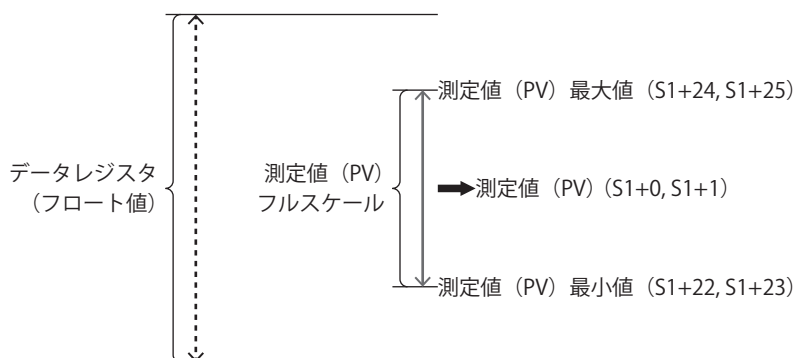 測定値（PV）最大値（S1+24, S1+25）
データレジスタ
（フロート値）
測定値（PV）
フルスケール
測定値（PV）（S1+0, S1+1）
測定値（PV）最小値（S1+22, S1+23）